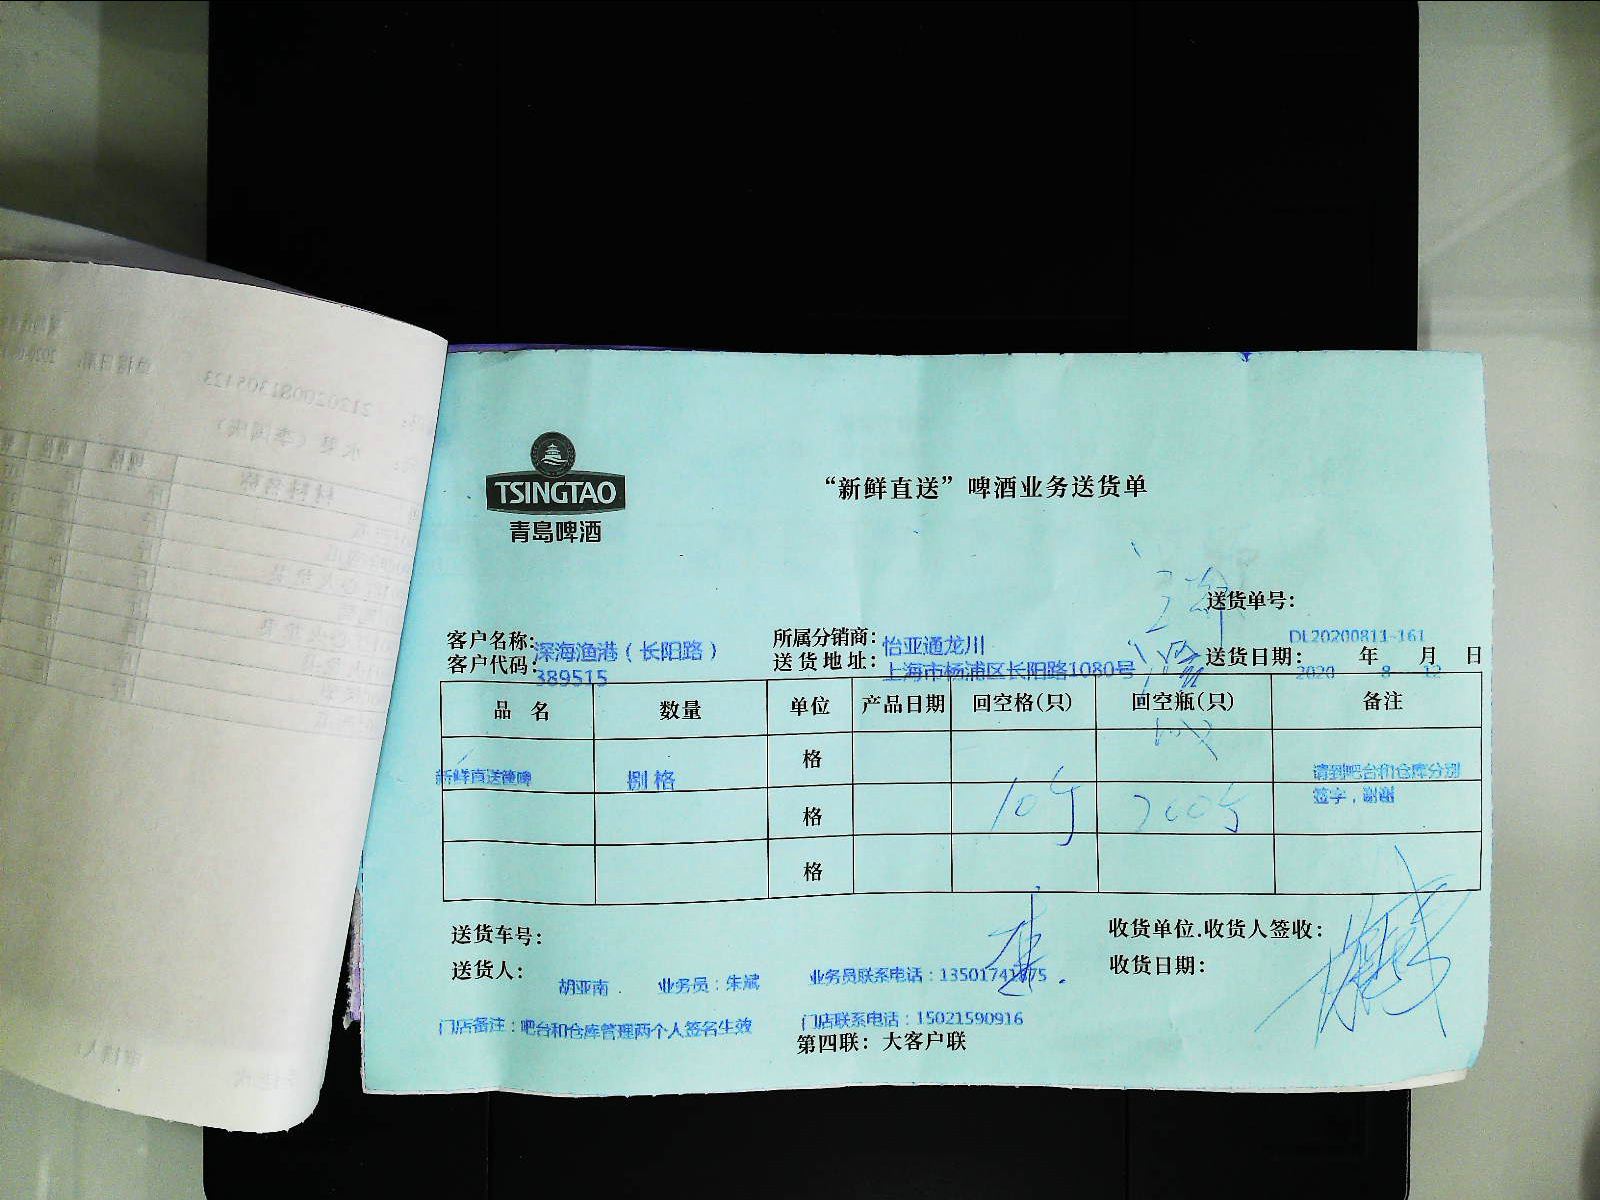 TSINGTAO
青島啤酒
“新鲜直送”啤酒业务送货单
送货单号：
DL20200811-161
客户名称： 深海渔港（长阳路）
所属分销商： 怡亚通龙川
客户代码： 389515
送货地址： 上海市杨浦区长阳路1080号
送货日期： 2020 年 8 月 12 日
品 名 数量 单位 产品日期 回空格(只) 回空瓶(只) 备注
新鲜直送筐啤 捌格 格 请到吧台和仓库分别
签字，谢谢
格 10个 200个
格
送货车号：
收货单位.收货人签收：
送货人： 胡亚南 业务员：朱斌 业务员联系电话：
收货日期：
门店备注：吧台和仓库管理两个人签名生效 门店联系电话：15021590916
第四联：大客户联